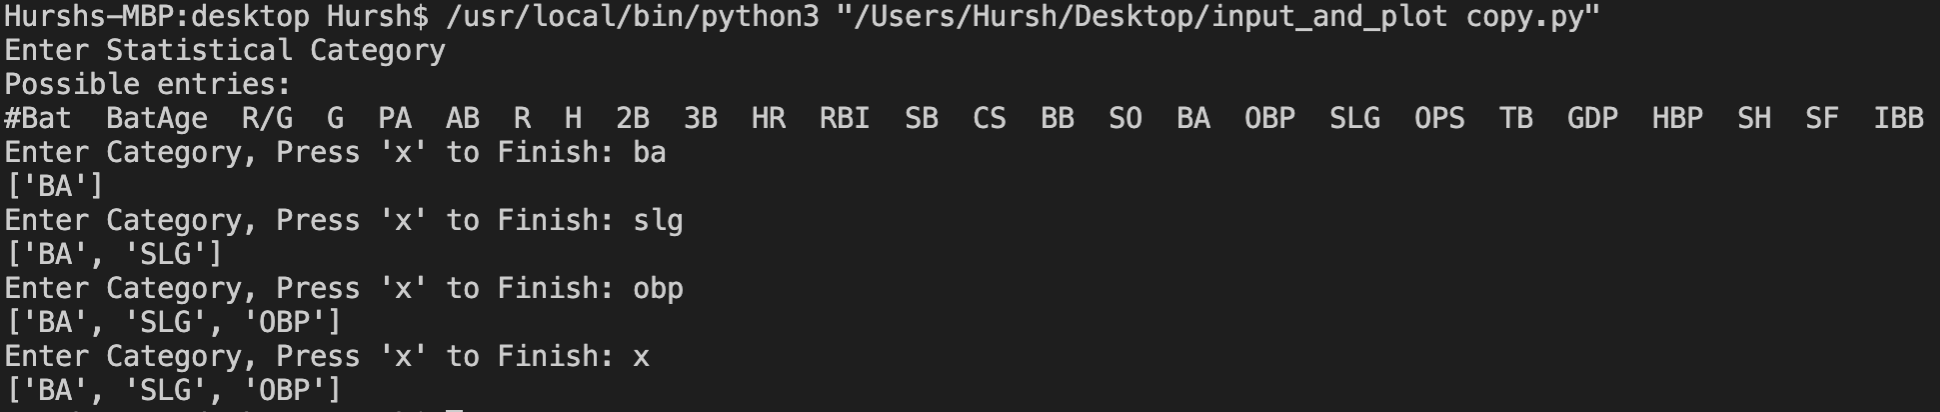 Hurshs-MBP:desktop Hursh$ /usr/local/bin/python3 "/Users/Hursh/Desktop/input_and_plot copy.py"
Enter Statistical Category
Possible entries:
#Bat  BatAge  R/G  G  PA  AB  R  H  2B  3B  HR  RBI  SB  CS  BB  SO  BA  OBP  SLG  OPS  TB  GDP  HBP  SH  SF  IBB
Enter Category, Press 'x' to Finish: ba
['BA']
Enter Category, Press 'x' to Finish: slg
['BA', 'SLG']
Enter Category, Press 'x' to Finish: obp
['BA', 'SLG', 'OBP']
Enter Category, Press 'x' to Finish: x
['BA', 'SLG', 'OBP']